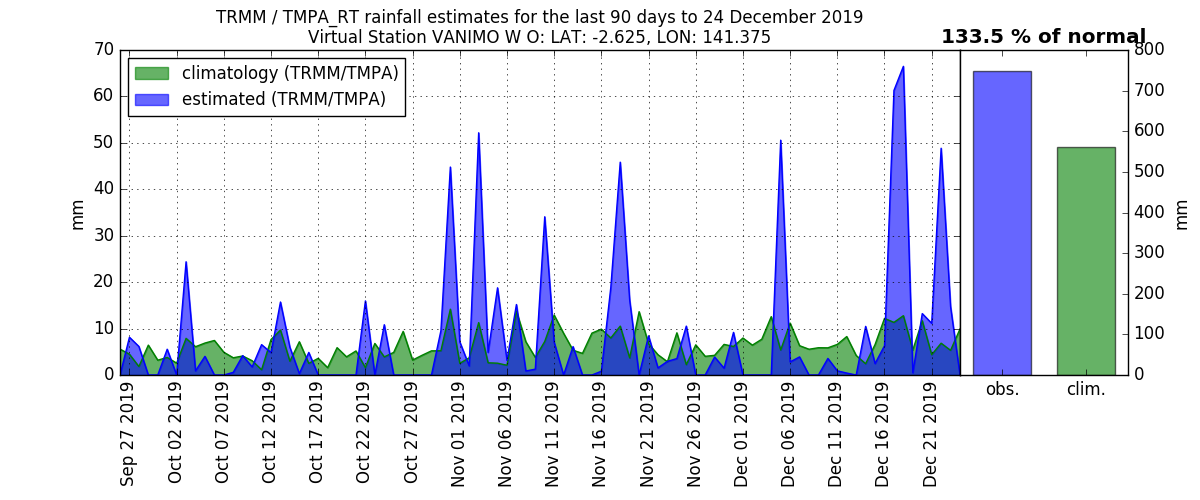 TRMM / TMPA_RT rainfall estimates for the last 90 days to 24 December 2019
Virtual Station VANIMO W O: LAT: -2.625, LON: 141.375
133.5 % of normal
climatology (TRMM/TMPA)
estimated (TRMM/TMPA)
70
60
50
40
30
20
10
0
mm
Sep 27 2019
Oct 02 2019
Oct 07 2019
Oct 12 2019
Oct 17 2019
Oct 22 2019
Oct 27 2019
Nov 01 2019
Nov 06 2019
Nov 11 2019
Nov 16 2019
Nov 21 2019
Nov 26 2019
Dec 01 2019
Dec 06 2019
Dec 11 2019
Dec 16 2019
Dec 21 2019
obs.
clim.
800
700
600
500
400
300
200
100
0
mm